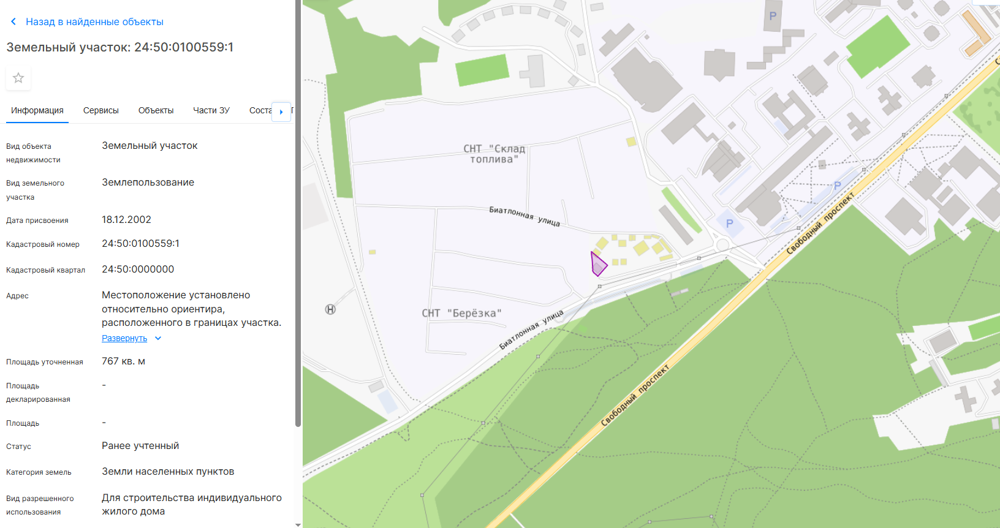 Назад в найденные объекты
Земельный участок: 24:50:0100559:1
Информация
Сервисы
Объекты
Части ЗУ
Вид объекта
недвижимости
Земельный участок
Вид земельного
участка
Землепользование
Дата присвоения
18.12.2002
Кадастровый номер
24:50:0100559:1
Кадастровый квартал
24:50:0000000
Адрес
Местоположение установлено
относительно ориентира,
расположенного в границах участка.
Развернуть
Площадь уточненная
767 кв. м
Площадь
декларированная
-
Площадь
-
Статус
Ранее учтенный
Категория земель
Земли населенных пунктов
Вид разрешенного
использования
Для строительства индивидуального
жилого дома
P
СНТ "Склад
топлива"
P
Биатлонная улица
P
Свободный проспект
H
СНТ "Берёзка"
Биатлонная улица
Свободный проспект